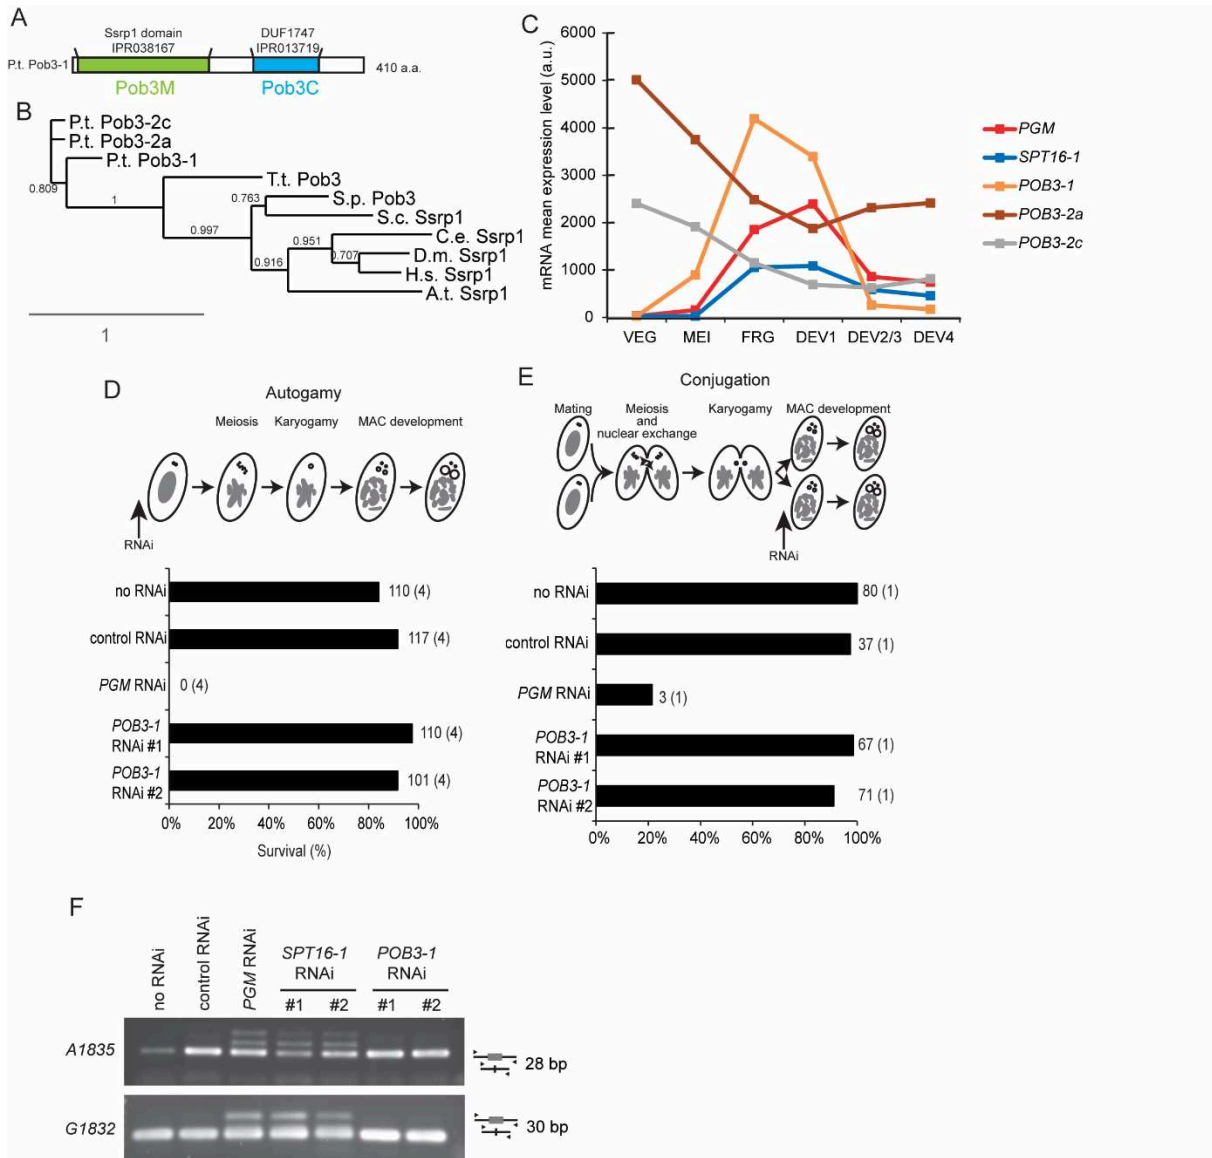 A
Ssrp1 domain
IPR038167
DUF1747
IPR013719
P.t. Pob3-1
410 a.a.
Pob3M
Pob3C
B
P.t. Pob3-2c
P.t. Pob3-2a
P.t. Pob3-1
T.t. Pob3
S.p. Pob3
S.c. Ssrp1
C.e. Ssrp1
D.m. Ssrp1
H.s. Ssrp1
A.t. Ssrp1
0.809
1
0.997
0.763
0.916
0.951
0.707
1
C
mRNA mean expression level (a.u.)
6000
5000
4000
3000
2000
1000
0
VEG MEI FRG DEV1 DEV2/3 DEV4
PGM
SPT16-1
POB3-1
POB3-2a
POB3-2c
D
Autogamy
Meiosis Karyogamy MAC development
RNAi
no RNAi 110 (4)
control RNAi 117 (4)
PGM RNAi 0 (4)
POB3-1
RNAi #1 110 (4)
POB3-1
RNAi #2 101 (4)
0% 20% 40% 60% 80% 100%
Survival (%)
E
Conjugation
Mating Meiosis and nuclear exchange Karyogamy MAC development
RNAi
no RNAi 80 (1)
control RNAi 37 (1)
PGM RNAi 3 (1)
POB3-1
RNAi #1 67 (1)
POB3-1
RNAi #2 71 (1)
0% 20% 40% 60% 80% 100%
F
no RNAi
control RNAi
PGM RNAi
SPT16-1
RNAi
#1 #2
POB3-1
RNAi
#1 #2
A1835 28 bp
G1832 30 bp